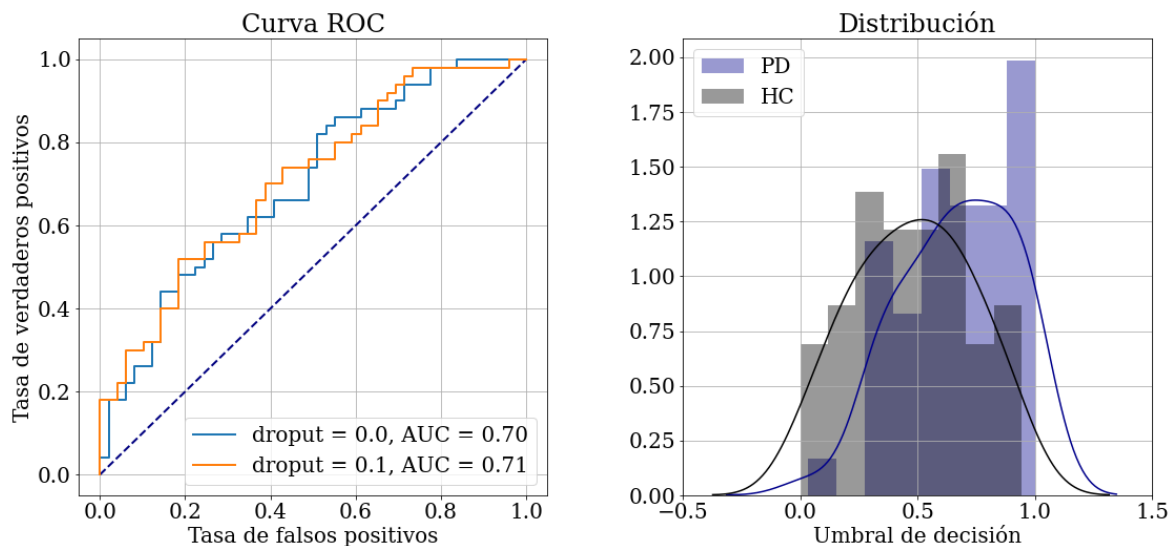 Curva ROC
Tasa de verdaderos positivos
1.0
0.8
0.6
0.4
0.2
0.0
droput = 0.0, AUC = 0.70
droput = 0.1, AUC = 0.71
0.0 0.2 0.4 0.6 0.8 1.0
Tasa de falsos positivos
Distribución
2.00
1.75
1.50
1.25
1.00
0.75
0.50
0.25
0.00
PD
HC
−0.5 0.0 0.5 1.0 1.5
Umbral de decisión